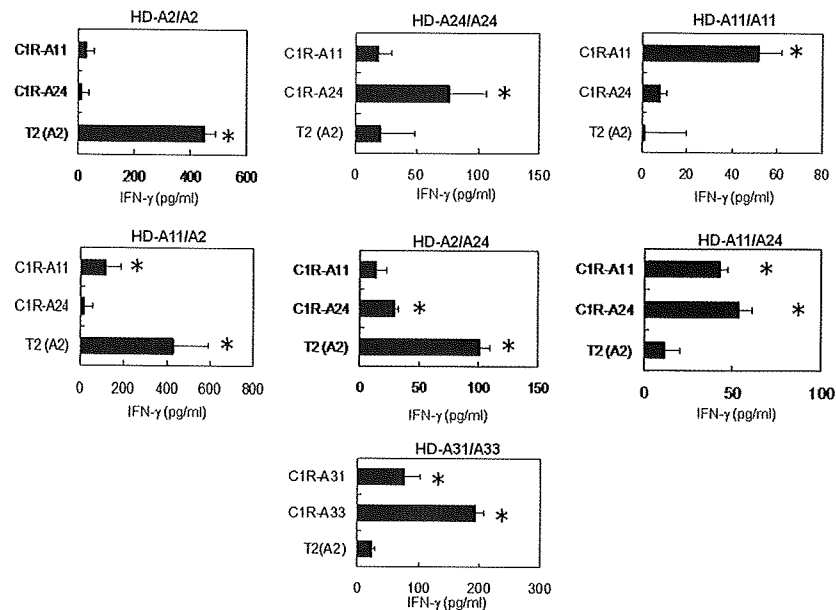 HD-A2/A2
C1R-A11
C1R-A24
T2 (A2)
*
0 200 400 600
IFN-γ (pg/ml)
HD-A24/A24
C1R-A11
C1R-A24
*
T2 (A2)
0 50 100 150
IFN-γ (pg/ml)
HD-A11/A11
C1R-A11
*
C1R-A24
T2 (A2)
0 20 40 60 80
IFN-γ (pg/ml)
HD-A11/A2
C1R-A11
*
C1R-A24
T2 (A2)
*
0 200 400 600 800
IFN-γ (pg/ml)
HD-A2/A24
C1R-A11
C1R-A24
*
T2(A2)
*
0 50 100 150
IFN-γ (pg/ml)
HD-A11/A24
C1R-A11
*
C1R-A24
*
T2(A2)
0 50 100
IFN-γ (pg/ml)
HD-A31/A33
C1R-A31
*
C1R-A33
*
T2(A2)
0 100 200 300
IFN-γ (pg/ml)